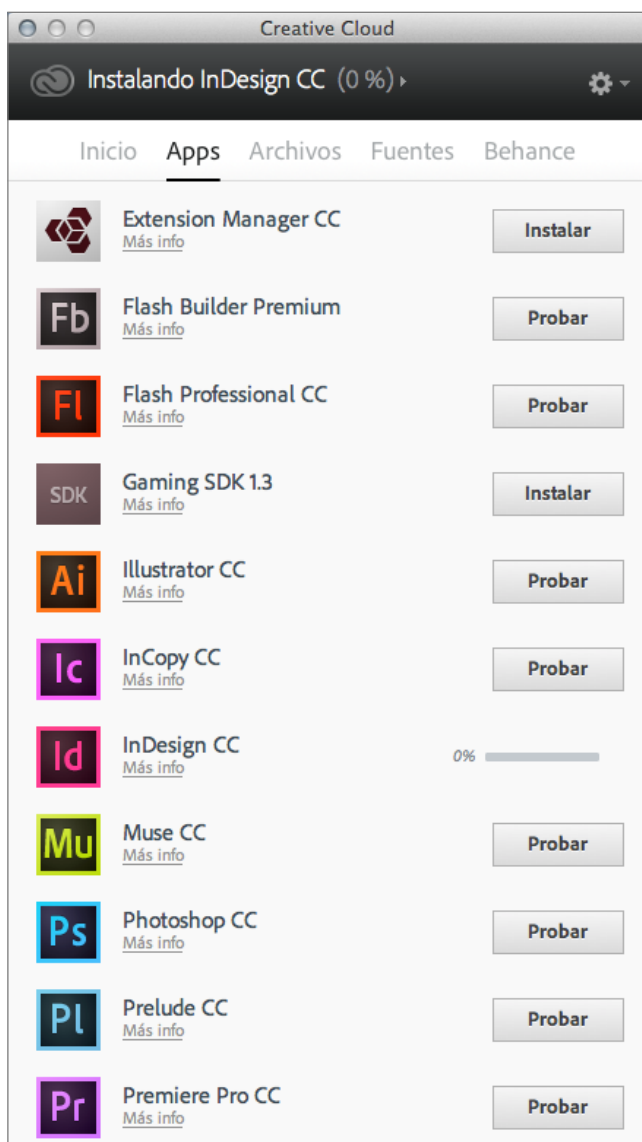 Creative Cloud
Instalando InDesign CC (0 %) ▸
Inicio Apps Archivos Fuentes Behance
Extension Manager CC
Más info
Instalar
Fb
Flash Builder Premium
Más info
Probar
Fl
Flash Professional CC
Más info
Probar
SDK
Gaming SDK 1.3
Más info
Instalar
Ai
Illustrator CC
Más info
Probar
Ic
InCopy CC
Más info
Probar
Id
InDesign CC
Más info
0%
Mu
Muse CC
Más info
Probar
Ps
Photoshop CC
Más info
Probar
Pl
Prelude CC
Más info
Probar
Pr
Premiere Pro CC
Más info
Probar